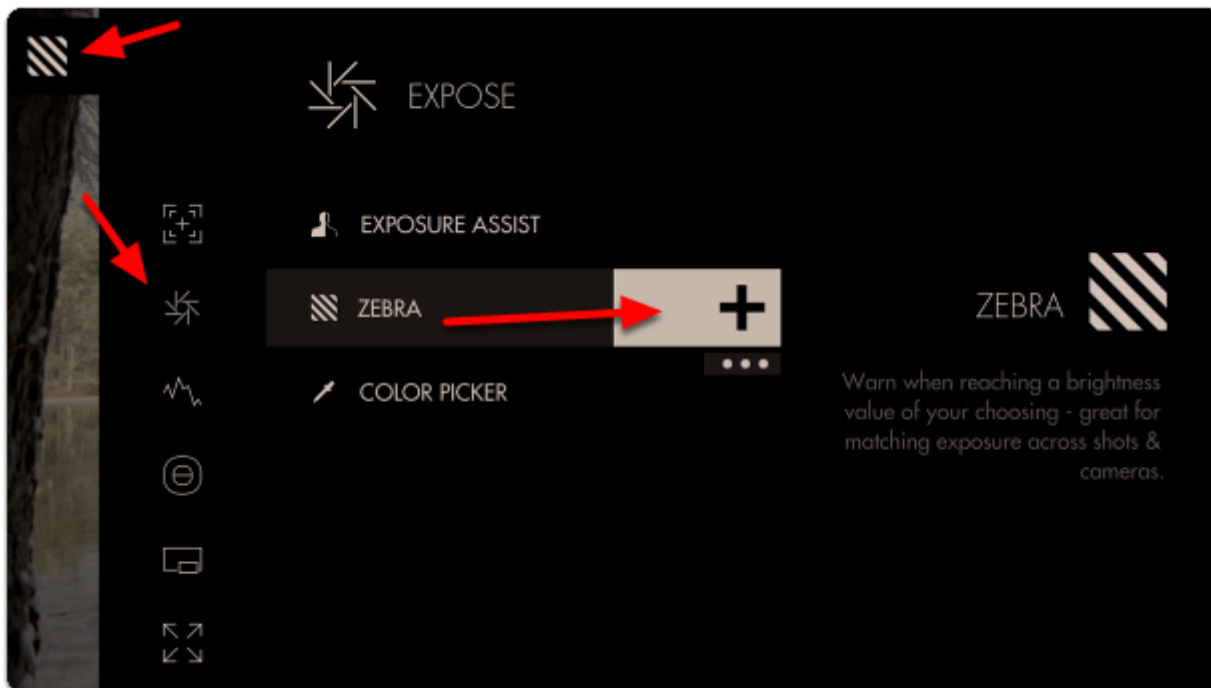 EXPOSE
EXPOSURE ASSIST
ZEBRA
COLOR PICKER
ZEBRA
Warn when reaching a brightness
value of your choosing - great for
matching exposure across shots &
cameras.